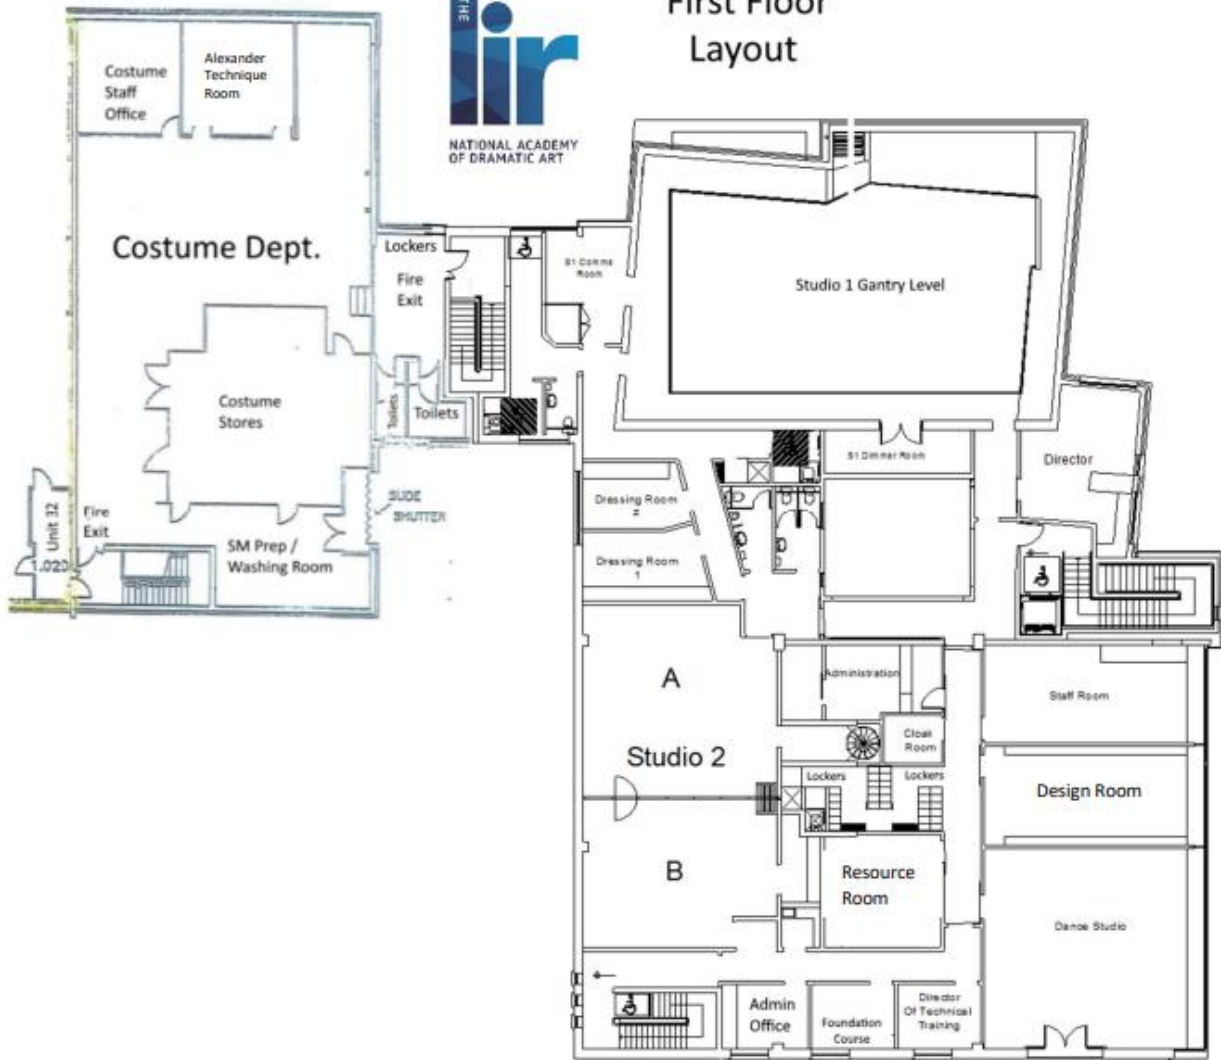 First Floor
Layout
THE
lir
NATIONAL ACADEMY
OF DRAMATIC ART
Costume
Staff
Office
Alexander
Technique
Room
Costume Dept.
Lockers
Fire
Exit
S1 Comms
Room
Studio 1 Gantry Level
Costume
Stores
Toilets
Toilets
S1 Dimmer Room
Director
Dressing Room
2
SLIDE
SHUTTER
Unit 32
Fire
Exit
SM Prep /
Washing Room
1.020
Dressing Room
1
A
Administration
Staff Room
Cloak
Room
Studio 2
Lockers
Lockers
Design Room
B
Resource
Room
Dance Studio
Admin
Office
Foundation
Course
Director
Of Technical
Training